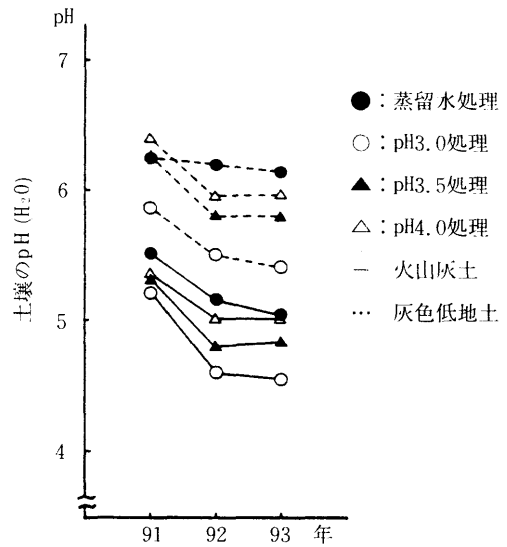 pH
7
6
5
4
土壌のpH(H₂O)
91 92 93 年
●：蒸留水処理
○：pH3.0処理
▲：pH3.5処理
△：pH4.0処理
— 火山灰土
… 灰色低地土